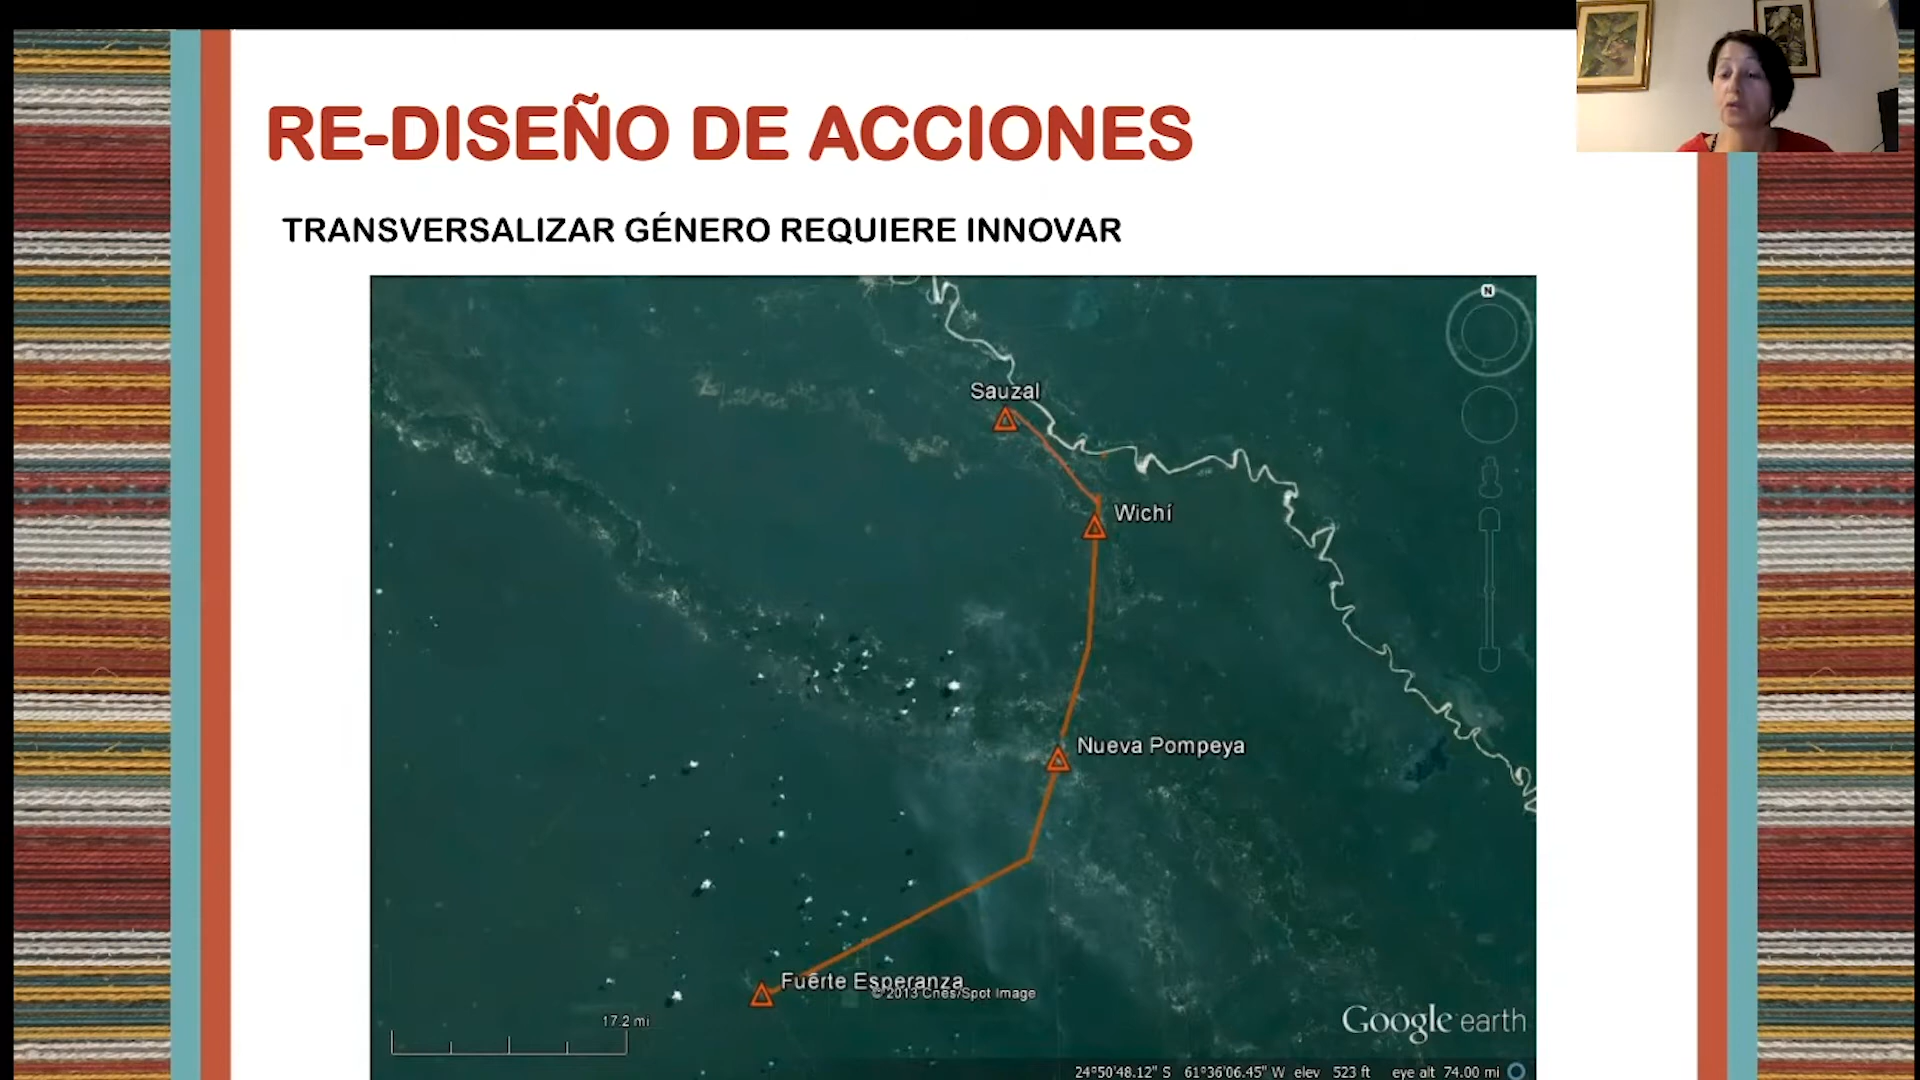 RE-DISEÑO DE ACCIONES
TRANSVERSALIZAR GÉNERO REQUIERE INNOVAR
N
Sauzal
Wichí
Nueva Pompeya
Fuerte Esperanza
© 2013 Cnes/Spot Image
17.2 mi
Google earth
24°50'48.12" S 61°36'06.45" W elev 523 ft eye alt 74.00 mi